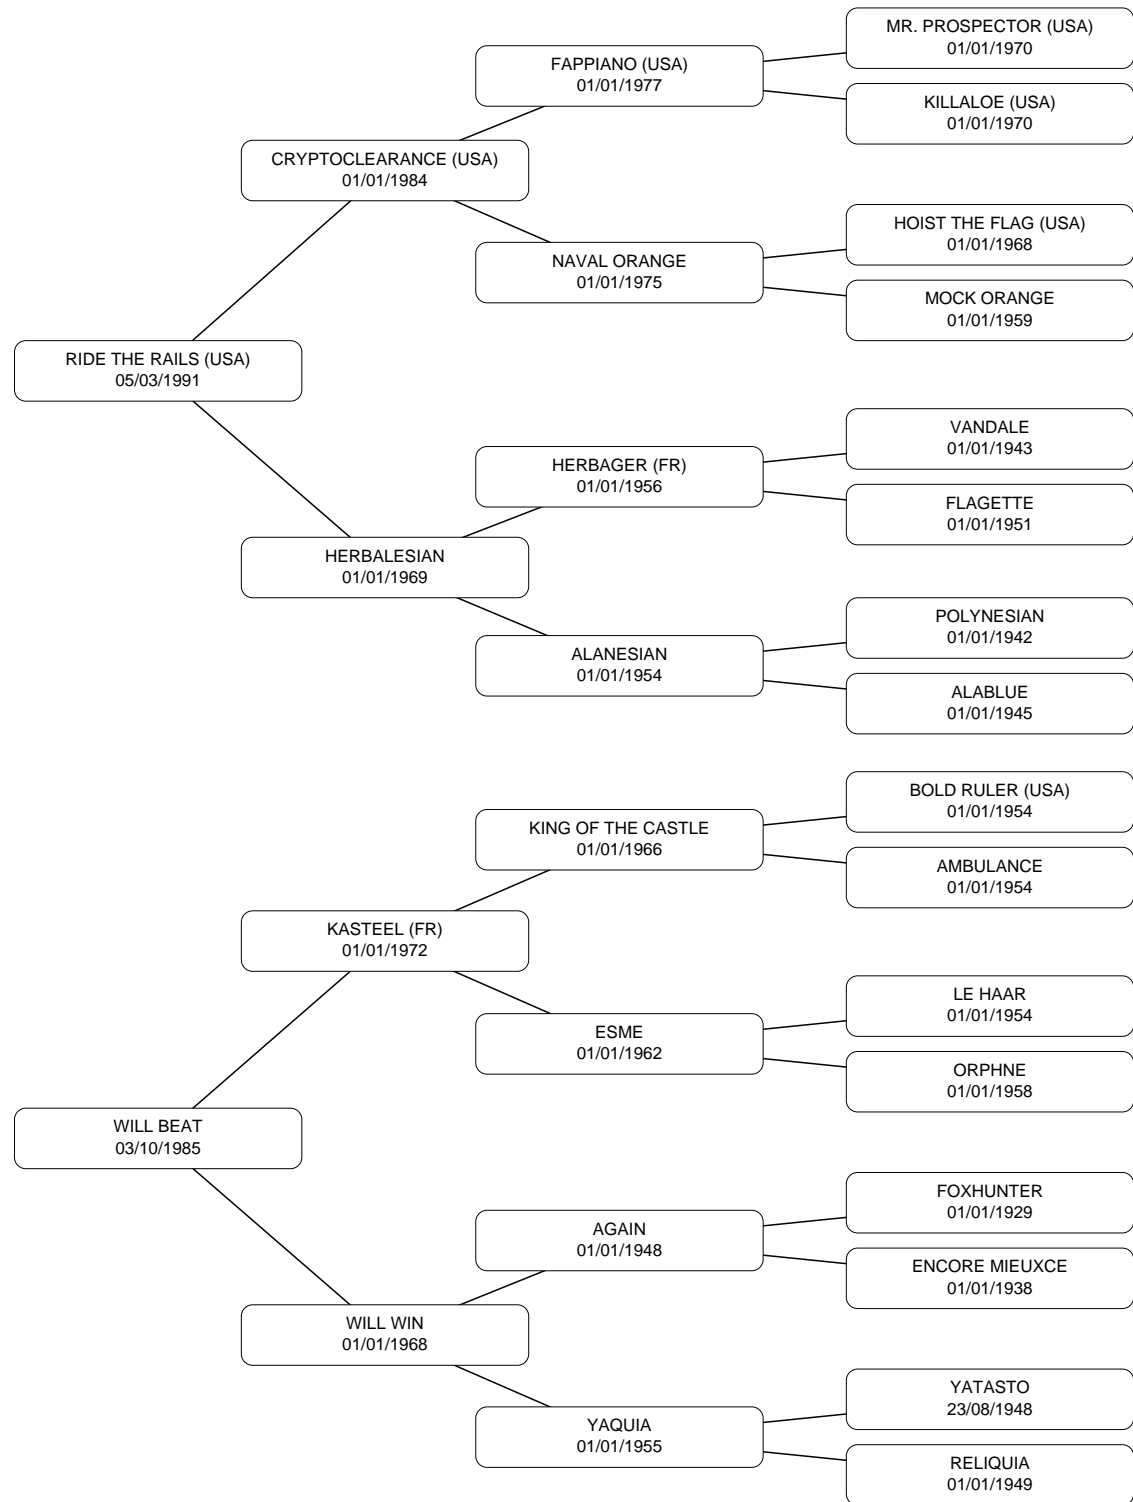 MR. PROSPECTOR (USA)
01/01/1970
FAPPIANO (USA)
01/01/1977
KILLALOE (USA)
01/01/1970
CRYPTOCLEARANCE (USA)
01/01/1984
HOIST THE FLAG (USA)
01/01/1968
NAVAL ORANGE
01/01/1975
MOCK ORANGE
01/01/1959
RIDE THE RAILS (USA)
05/03/1991
VANDALE
01/01/1943
HERBAGER (FR)
01/01/1956
FLAGETTE
01/01/1951
HERBALESIAN
01/01/1969
POLYNESIAN
01/01/1942
ALANESIAN
01/01/1954
ALABLUE
01/01/1945
BOLD RULER (USA)
01/01/1954
KING OF THE CASTLE
01/01/1966
AMBULANCE
01/01/1954
KASTEEL (FR)
01/01/1972
LE HAAR
01/01/1954
ESME
01/01/1962
ORPHNE
01/01/1958
WILL BEAT
03/10/1985
FOXHUNTER
01/01/1929
AGAIN
01/01/1948
ENCORE MIEUXCE
01/01/1938
WILL WIN
01/01/1968
YATASTO
23/08/1948
YAQUIA
01/01/1955
RELIQUIA
01/01/1949